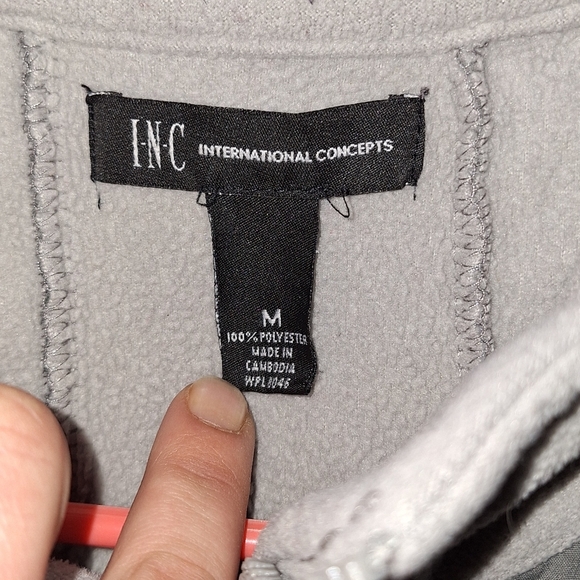 I·N·C INTERNATIONAL CONCEPTS
M
100% POLYESTER
MADE IN
CAMBODIA
WPL1046